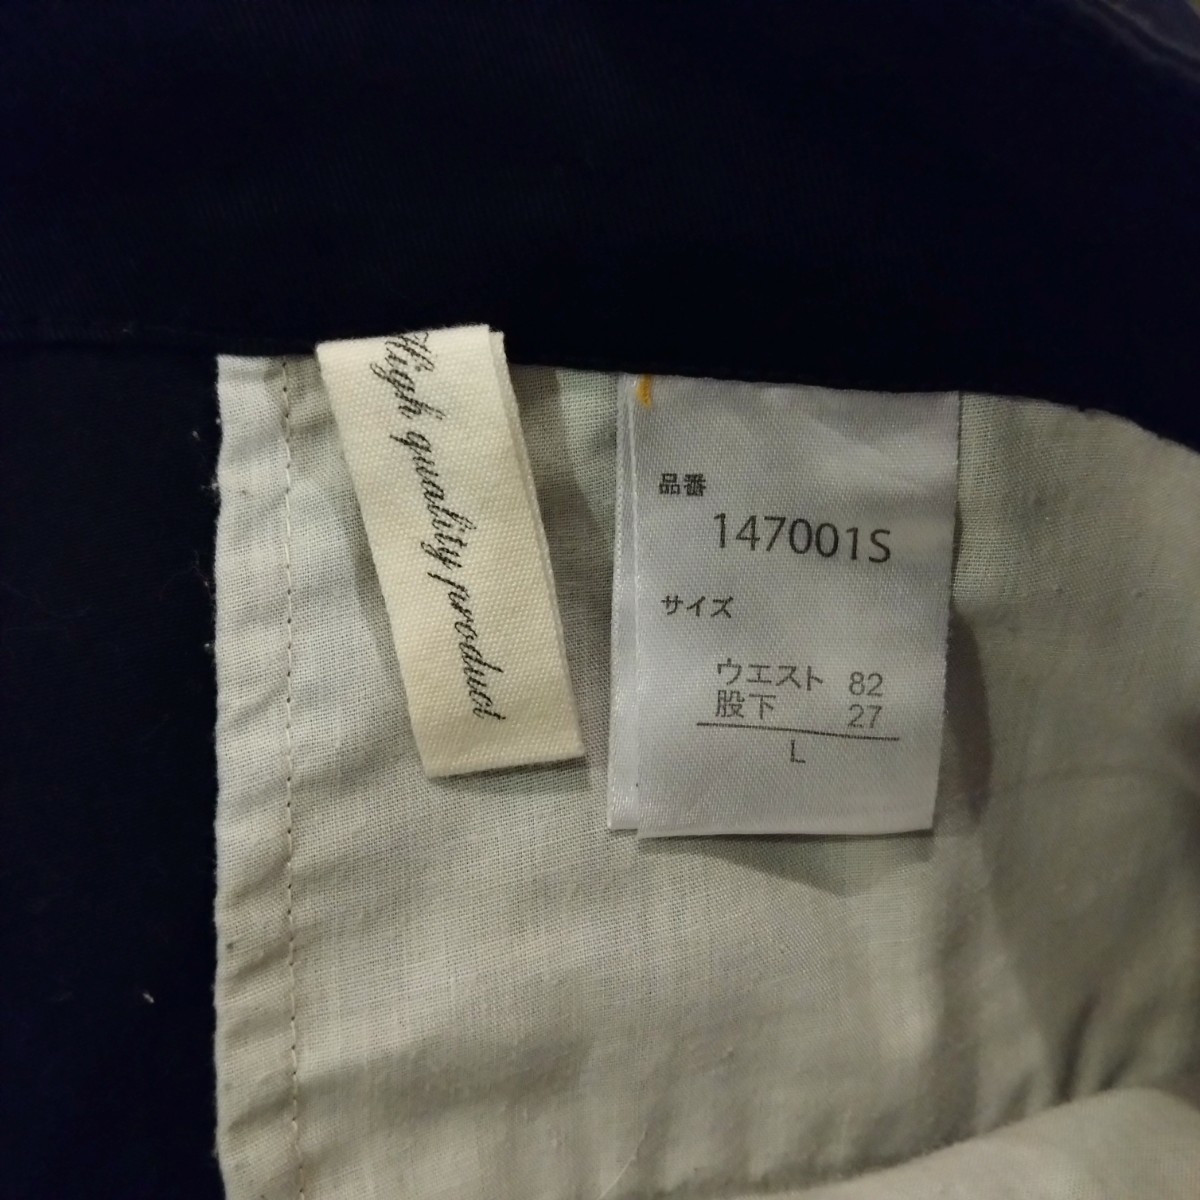 High quality product
品番
147001S
サイズ
ウエスト 82
股下 27
L